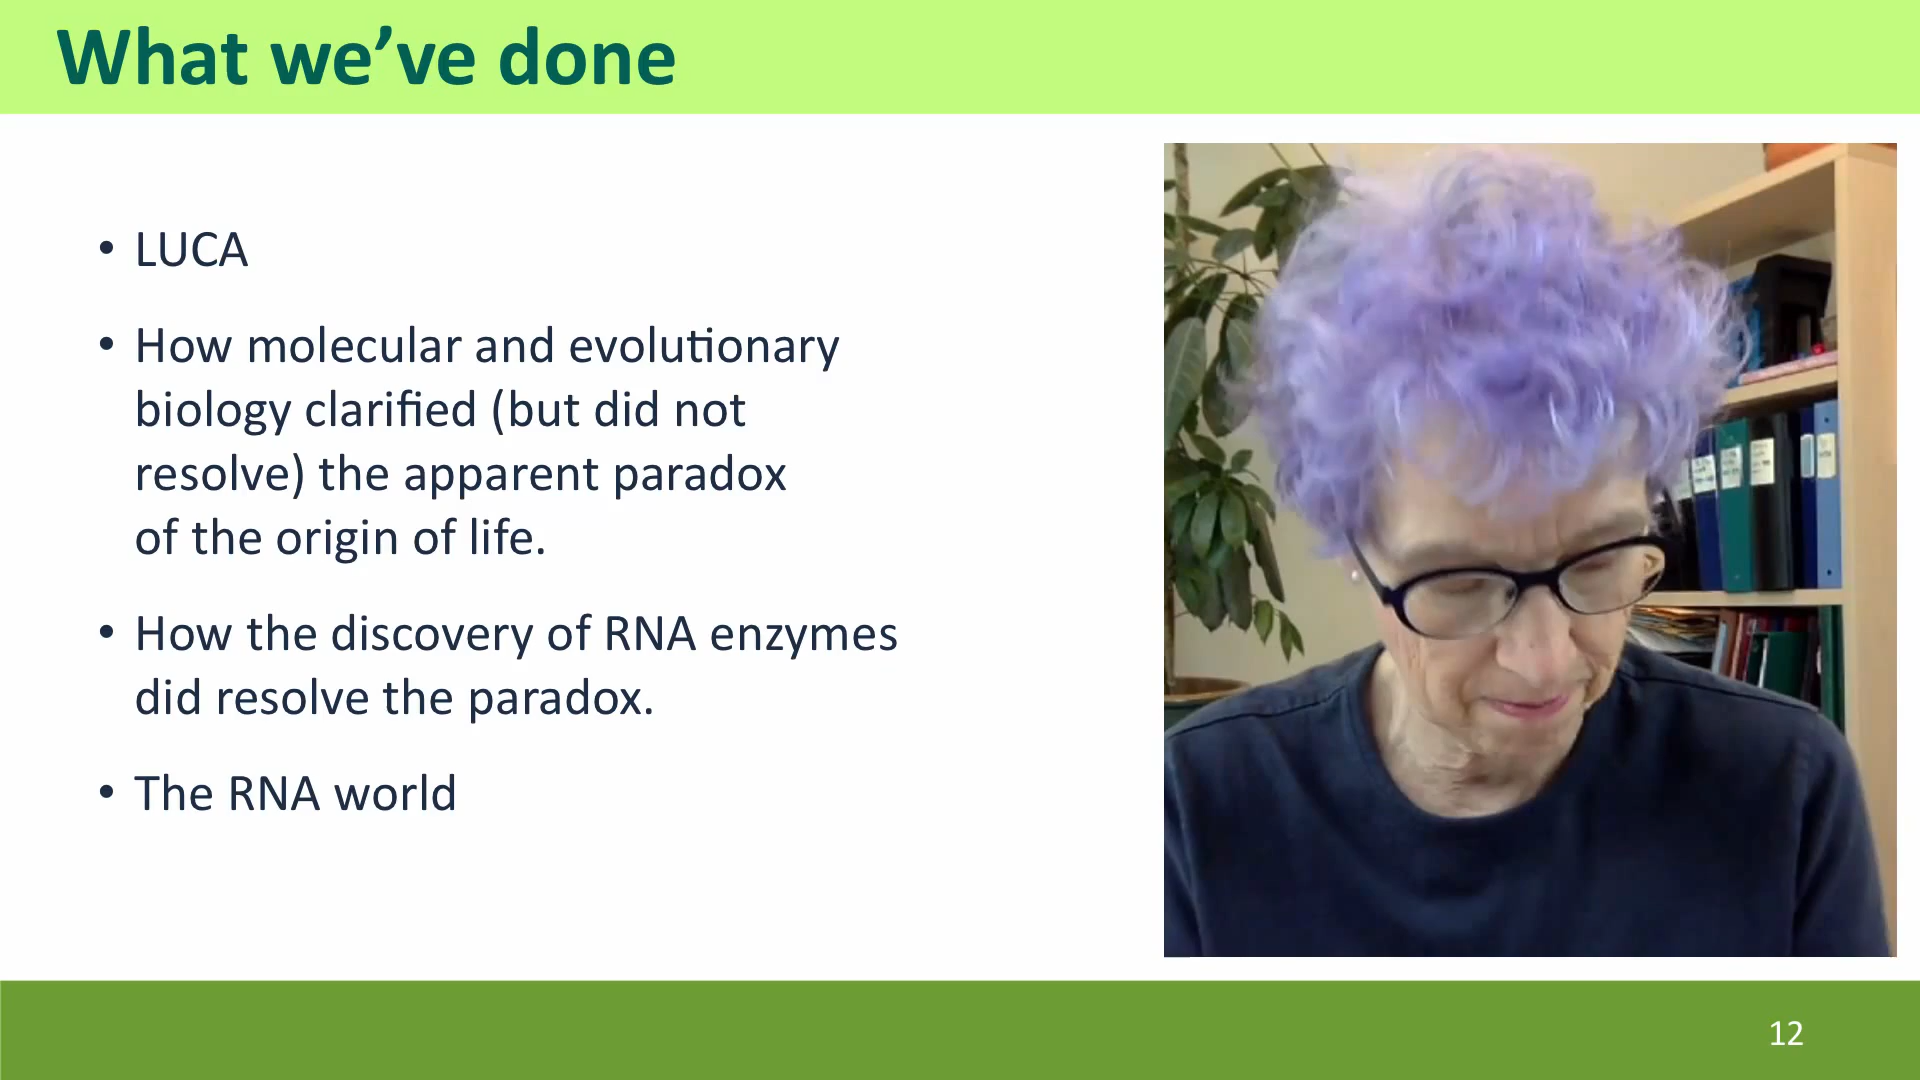 What we’ve done
• LUCA
• How molecular and evolutionary
biology clarified (but did not
resolve) the apparent paradox
of the origin of life.
• How the discovery of RNA enzymes
did resolve the paradox.
• The RNA world
12